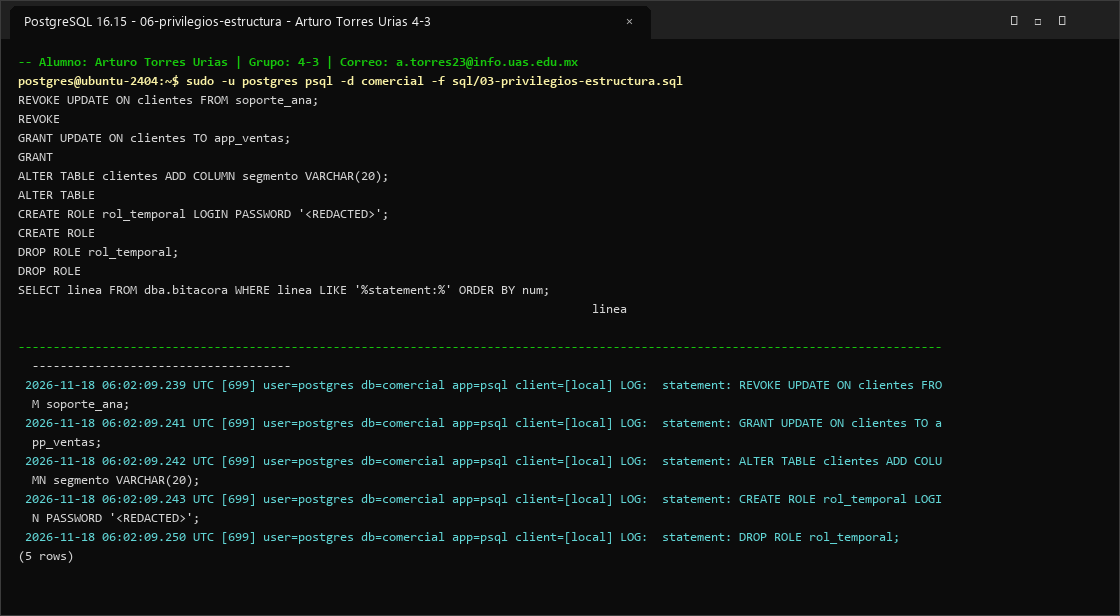 PostgreSQL 16.15 - 06-privilegios-estructura - Arturo Torres Urias 4-3
-- Alumno: Arturo Torres Urias | Grupo: 4-3 | Correo: a.torres23@info.uas.edu.mx
postgres@ubuntu-2404:~$ sudo -u postgres psql -d comercial -f sql/03-privilegios-estructura.sql
REVOKE UPDATE ON clientes FROM soporte_ana;
REVOKE
GRANT UPDATE ON clientes TO app_ventas;
GRANT
ALTER TABLE clientes ADD COLUMN segmento VARCHAR(20);
ALTER TABLE
CREATE ROLE rol_temporal LOGIN PASSWORD '<REDACTED>';
CREATE ROLE
DROP ROLE rol_temporal;
DROP ROLE
SELECT linea FROM dba.bitacora WHERE linea LIKE '%statement:%' ORDER BY num;
linea
------------------------------------------------------------------------------------------------------------------------------------
-------------------------------------
2026-11-18 06:02:09.239 UTC [699] user=postgres db=comercial app=psql client=[local] LOG:  statement: REVOKE UPDATE ON clientes FRO
M soporte_ana;
2026-11-18 06:02:09.241 UTC [699] user=postgres db=comercial app=psql client=[local] LOG:  statement: GRANT UPDATE ON clientes TO a
pp_ventas;
2026-11-18 06:02:09.242 UTC [699] user=postgres db=comercial app=psql client=[local] LOG:  statement: ALTER TABLE clientes ADD COLU
MN segmento VARCHAR(20);
2026-11-18 06:02:09.243 UTC [699] user=postgres db=comercial app=psql client=[local] LOG:  statement: CREATE ROLE rol_temporal LOGI
N PASSWORD '<REDACTED>';
2026-11-18 06:02:09.250 UTC [699] user=postgres db=comercial app=psql client=[local] LOG:  statement: DROP ROLE rol_temporal;
(5 rows)